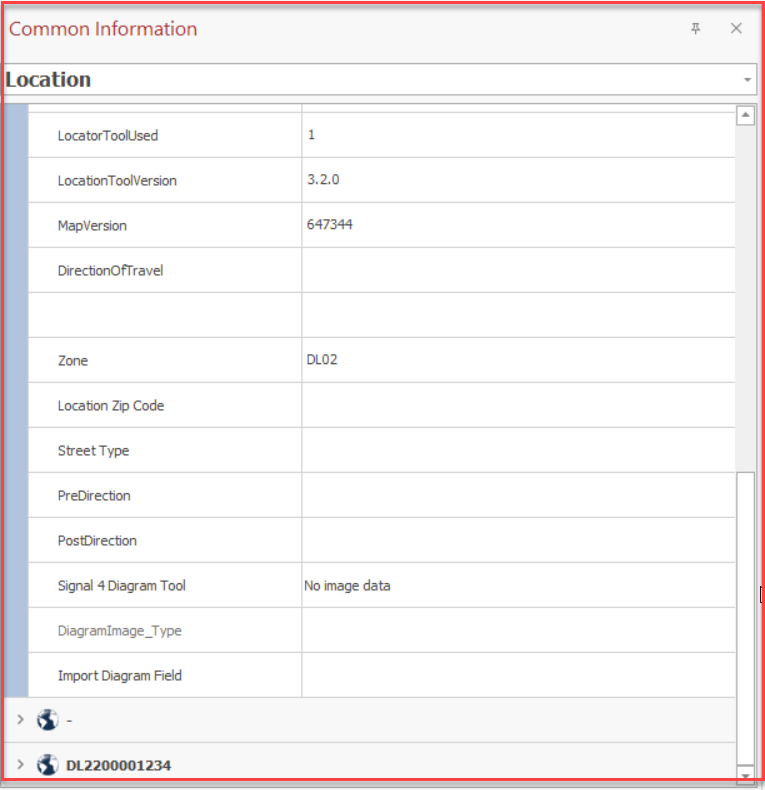 Common Information
Location
LocatorToolUsed 1
LocationToolVersion 3.2.0
MapVersion 647344
DirectionOfTravel
Zone DL02
Location Zip Code
Street Type
PreDirection
PostDirection
Signal 4 Diagram Tool No image data
DiagramImage_Type
Import Diagram Field
-
DL2200001234